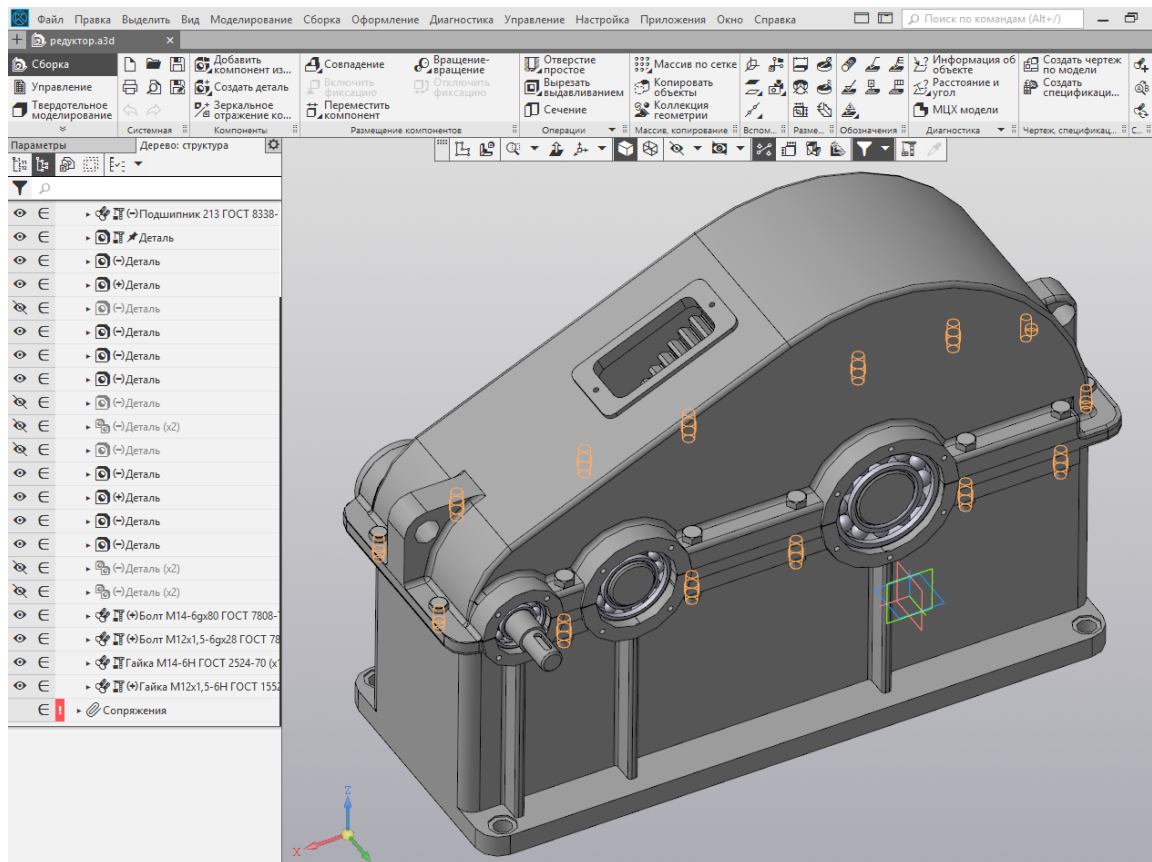 Файл Правка Выделить Вид Моделирование Сборка Оформление Диагностика Управление Настройка Приложения Окно Справка Поиск по командам (Alt+/)
редуктор.a3d ×
Сборка
Управление
Твердотельное
моделирование
Системная
Добавить
компонент из...
Создать деталь
Зеркальное
отражение ко...
Компоненты
Совпадение
Включить
фиксацию
Переместить
компонент
Вращение-
вращение
Отключить
фиксацию
Размещение компонентов
Отверстие
простое
Вырезать
выдавливанием
Сечение
Операции
Массив по сетке
Копировать
объекты
Коллекция
геометрии
Массив, копирование
Вспом...
Разме...
Обозначения
Информация об
объекте
Расстояние и
угол
МЦХ модели
Диагностика
Создать чертеж
по модели
Создать
спецификаци...
Чертеж, спецификац...
С...
Параметры
Дерево: структура
(-)Подшипник 213 ГОСТ 8338-
Деталь
(-)Деталь
(+)Деталь
(-)Деталь
(-)Деталь
(-)Деталь
(-)Деталь
(-)Деталь
(-)Деталь (x2)
(-)Деталь
(-)Деталь
(+)Деталь
(-)Деталь
(-)Деталь
(-)Деталь (x2)
(-)Деталь (x2)
(+)Болт М14-6gx80 ГОСТ 7808-
(+)Болт М12x1,5-6gx28 ГОСТ 78
Гайка М14-6Н ГОСТ 2524-70 (x
(+)Гайка М12x1,5-6Н ГОСТ 155
! Сопряжения
Z
X